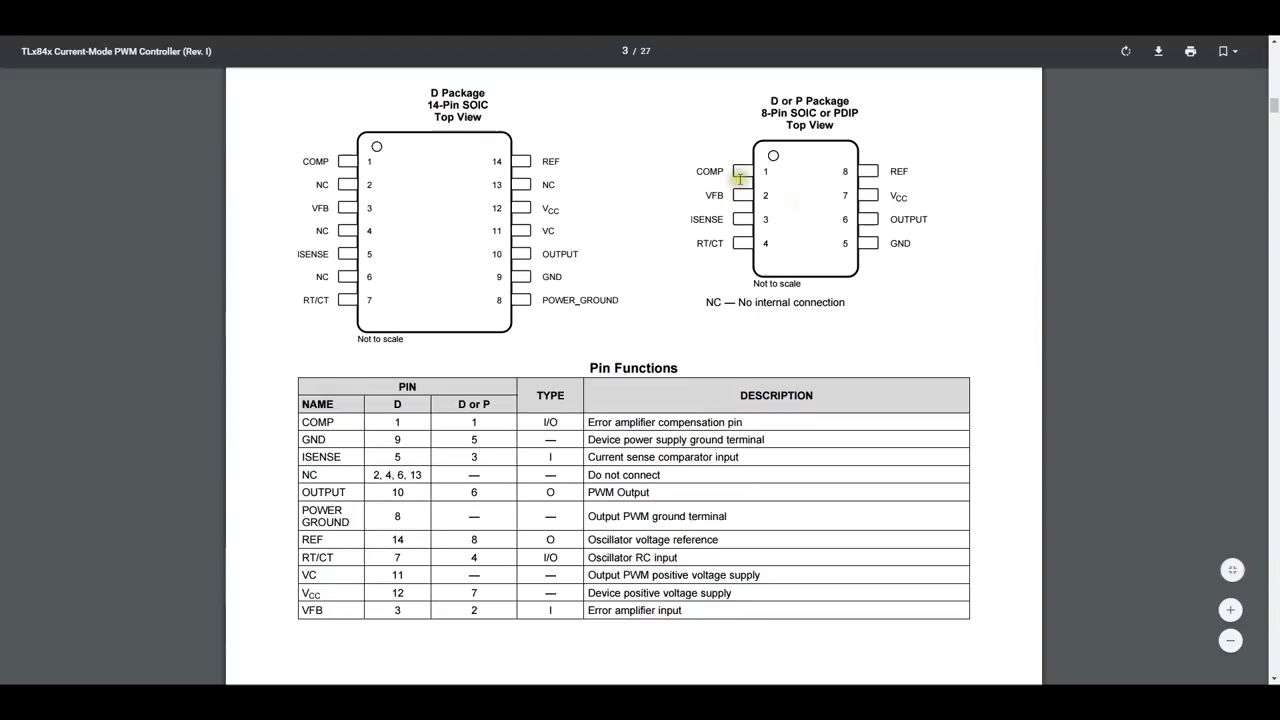 TLx84x Current-Mode PWM Controller (Rev. I)
3 / 27
D Package
14-Pin SOIC
Top View
COMP 1 14 REF
NC 2 13 NC
VFB 3 12 VCC
NC 4 11 VC
ISENSE 5 10 OUTPUT
NC 6 9 GND
RT/CT 7 8 POWER_GROUND
Not to scale
D or P Package
8-Pin SOIC or PDIP
Top View
COMP 1 8 REF
VFB 2 7 VCC
ISENSE 3 6 OUTPUT
RT/CT 4 5 GND
Not to scale
NC — No internal connection
Pin Functions
PIN TYPE DESCRIPTION
NAME D D or P
COMP 1 1 I/O Error amplifier compensation pin
GND 9 5 — Device power supply ground terminal
ISENSE 5 3 I Current sense comparator input
NC 2, 4, 6, 13 — — Do not connect
OUTPUT 10 6 O PWM Output
POWER
GROUND 8 — — Output PWM ground terminal
REF 14 8 O Oscillator voltage reference
RT/CT 7 4 I/O Oscillator RC input
VC 11 — — Output PWM positive voltage supply
VCC 12 7 — Device positive voltage supply
VFB 3 2 I Error amplifier input